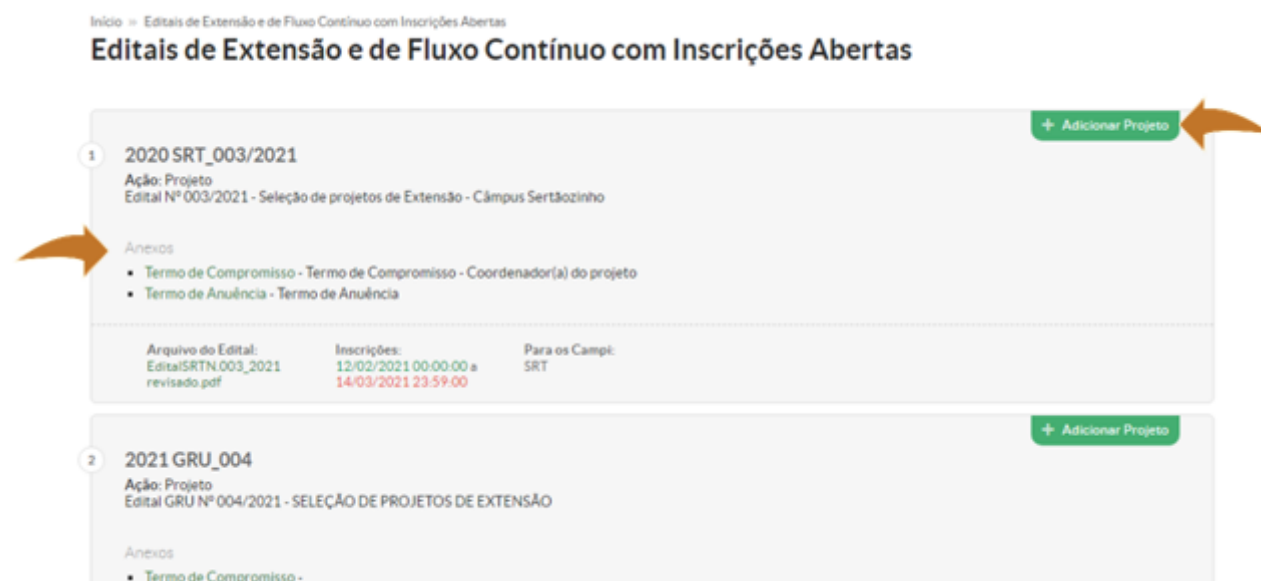 Início » Editais de Extensão e de Fluxo Contínuo com Inscrições Abertas
Editais de Extensão e de Fluxo Contínuo com Inscrições Abertas
+ Adicionar Projeto
1 2020 SRT_003/2021
Ação: Projeto
Edital Nº 003/2021 - Seleção de projetos de Extensão - Câmpus Sertãozinho
Anexos
▪ Termo de Compromisso - Termo de Compromisso - Coordenador(a) do projeto
▪ Termo de Anuência - Termo de Anuência
Arquivo do Edital: Inscrições: Para os Campi:
EditalSRTN.003_2021 12/02/2021 00:00:00 a SRT
revisado.pdf 14/03/2021 23:59:00
+ Adicionar Projeto
2 2021 GRU_004
Ação: Projeto
Edital GRU Nº 004/2021 - SELEÇÃO DE PROJETOS DE EXTENSÃO
Anexos
▪ Termo de Compromisso -